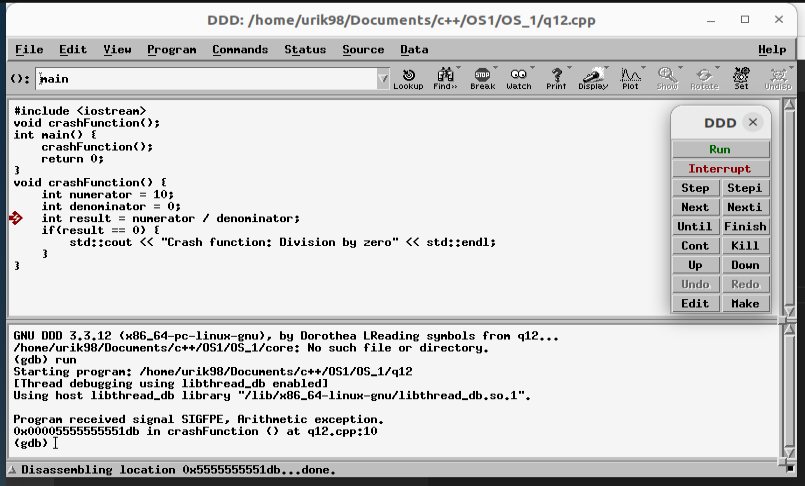 DDD: /home/urik98/Documents/c++/OS1/OS_1/q12.cpp
File Edit View Program Commands Status Source Data Help
(): main
Lookup Find>> Break Watch Print Display Plot Show Rotate Set Undisp
#include <iostream>
void crashFunction();
int main() {
    crashFunction();
    return 0;
}
void crashFunction() {
    int numerator = 10;
    int denominator = 0;
    int result = numerator / denominator;
    if(result == 0) {
        std::cout << "Crash function: Division by zero" << std::endl;
    }
}
DDD
Run
Interrupt
Step Stepi
Next Nexti
Until Finish
Cont Kill
Up Down
Undo Redo
Edit Make
GNU DDD 3.3.12 (x86_64-pc-linux-gnu), by Dorothea LReading symbols from q12...
/home/urik98/Documents/c++/OS1/OS_1/core: No such file or directory.
(gdb) run
Starting program: /home/urik98/Documents/c++/OS1/OS_1/q12
[Thread debugging using libthread_db enabled]
Using host libthread_db library "/lib/x86_64-linux-gnu/libthread_db.so.1".
Program received signal SIGFPE, Arithmetic exception.
0x00005555555551db in crashFunction () at q12.cpp:10
(gdb)
Disassembling location 0x5555555551db...done.